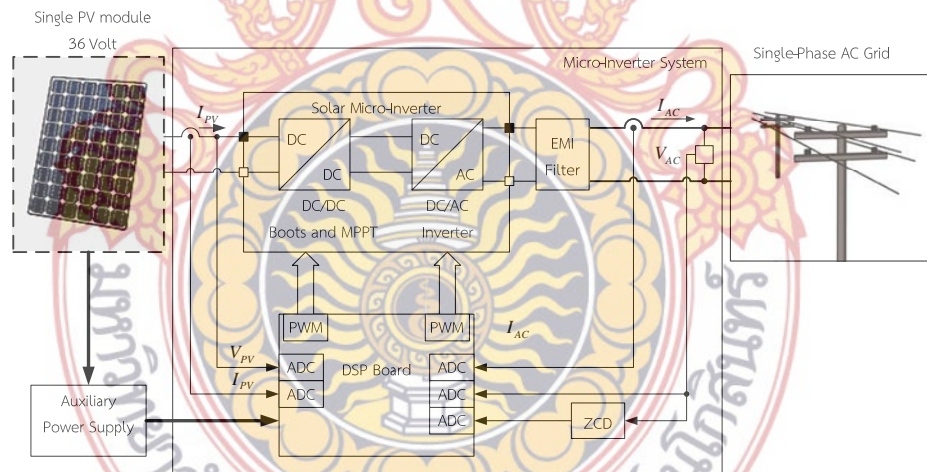 Single PV module
36 Volt
Micro-Inverter System
Single-Phase AC Grid
I_PV
Solar Micro-Inverter
I_AC
DC
DC
DC
AC
EMI
Filter
V_AC
DC/DC
DC/AC
Boots and MPPT
Inverter
PWM
PWM
I_AC
V_PV
ADC
DSP Board
ADC
I_PV
ADC
ADC
ADC
ZCD
Auxiliary
Power Supply